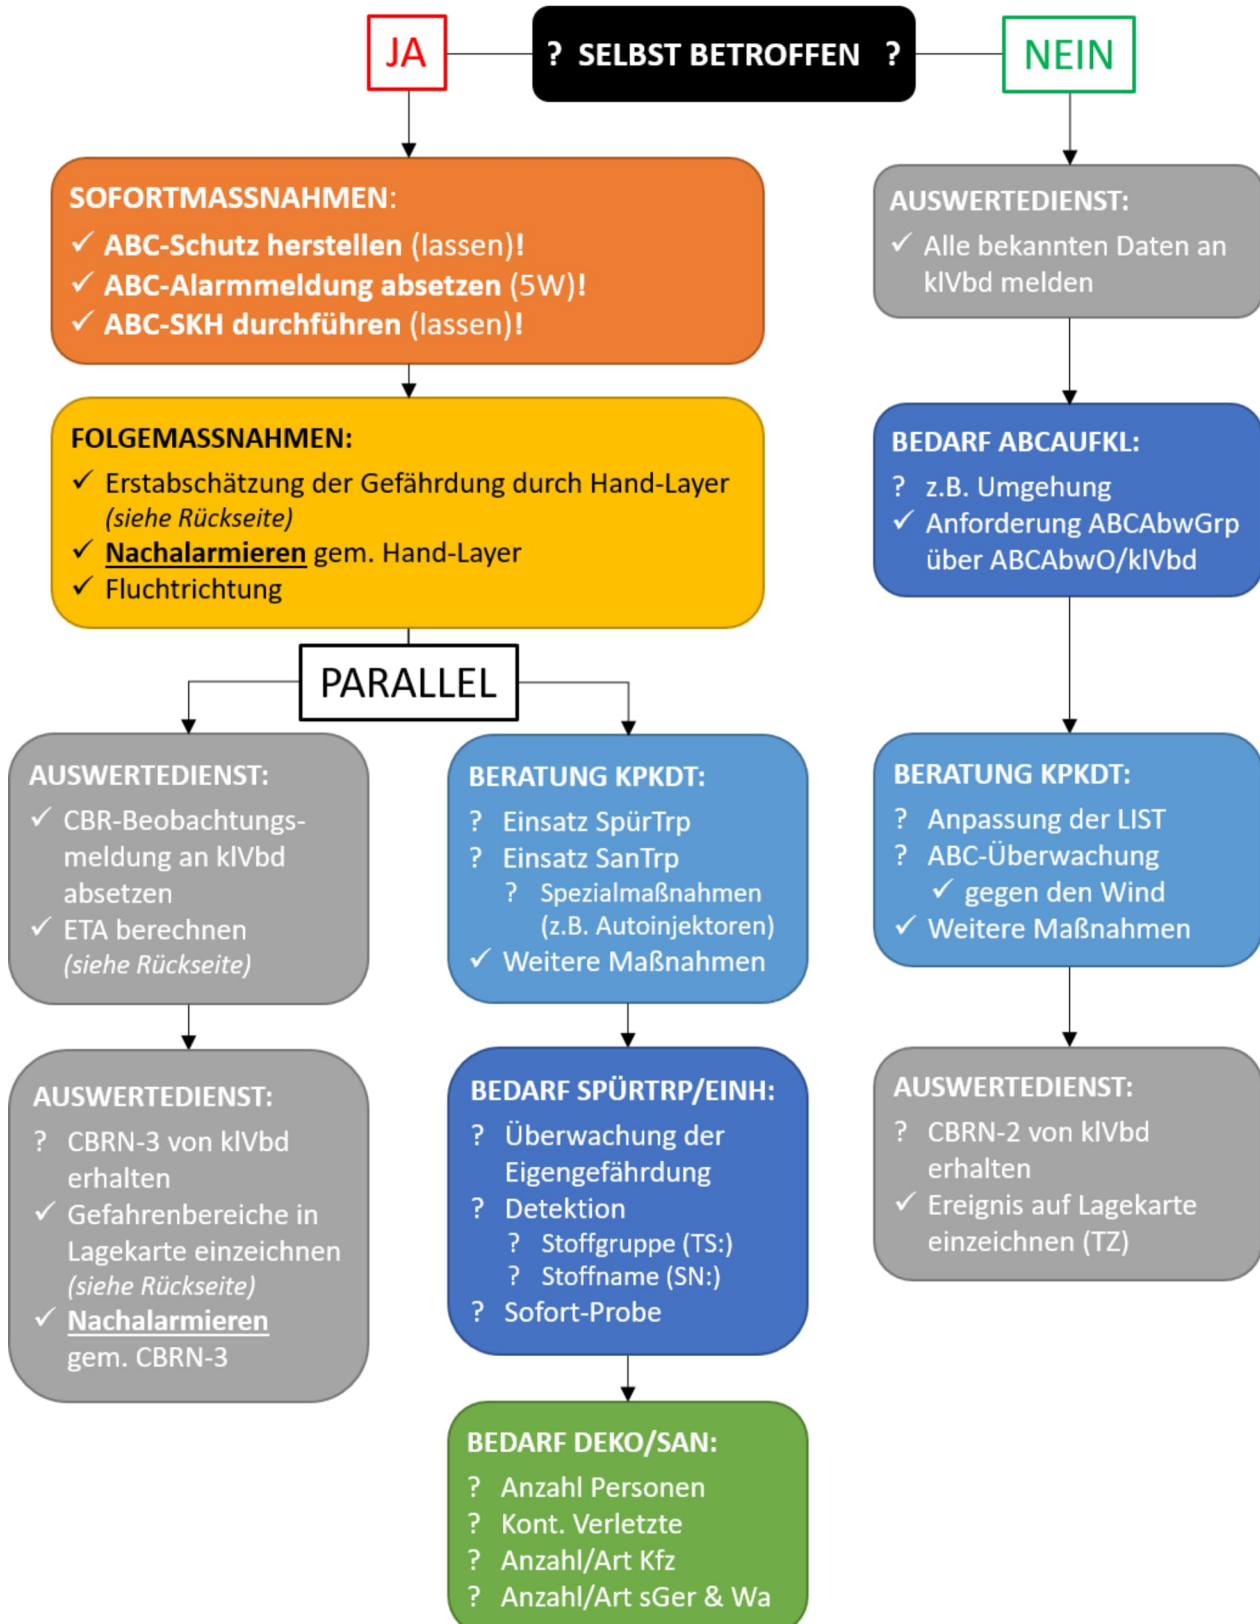 JA
? SELBST BETROFFEN ?
NEIN
SOFORTMASSNAHMEN:
✓ ABC-Schutz herstellen (lassen)!
✓ ABC-Alarmmeldung absetzen (5W)!
✓ ABC-SKH durchführen (lassen)!
FOLGEMASSNAHMEN:
✓ Erstabschätzung der Gefährdung durch Hand-Layer
(siehe Rückseite)
✓ Nachalarmieren gem. Hand-Layer
✓ Fluchtrichtung
PARALLEL
AUSWERTEDIENST:
✓ CBR-Beobachtungs-
meldung an klVbd
absetzen
✓ ETA berechnen
(siehe Rückseite)
AUSWERTEDIENST:
? CBRN-3 von klVbd
erhalten
✓ Gefahrenbereiche in
Lagekarte einzeichnen
(siehe Rückseite)
✓ Nachalarmieren
gem. CBRN-3
BERATUNG KPKDT:
? Einsatz SpürTrp
? Einsatz SanTrp
? Spezialmaßnahmen
(z.B. Autoinjektoren)
✓ Weitere Maßnahmen
BEDARF SPÜRTRP/EINH:
? Überwachung der
Eigengefährdung
? Detektion
? Stoffgruppe (TS:)
? Stoffname (SN:)
? Sofort-Probe
BEDARF DEKO/SAN:
? Anzahl Personen
? Kont. Verletzte
? Anzahl/Art Kfz
? Anzahl/Art sGer & Wa
AUSWERTEDIENST:
✓ Alle bekannten Daten an
klVbd melden
BEDARF ABCAUFKL:
? z.B. Umgehung
✓ Anforderung ABCAbwGrp
über ABCAbwO/klVbd
BERATUNG KPKDT:
? Anpassung der LIST
? ABC-Überwachung
✓ gegen den Wind
✓ Weitere Maßnahmen
AUSWERTEDIENST:
? CBRN-2 von klVbd
erhalten
✓ Ereignis auf Lagekarte
einzeichnen (TZ)